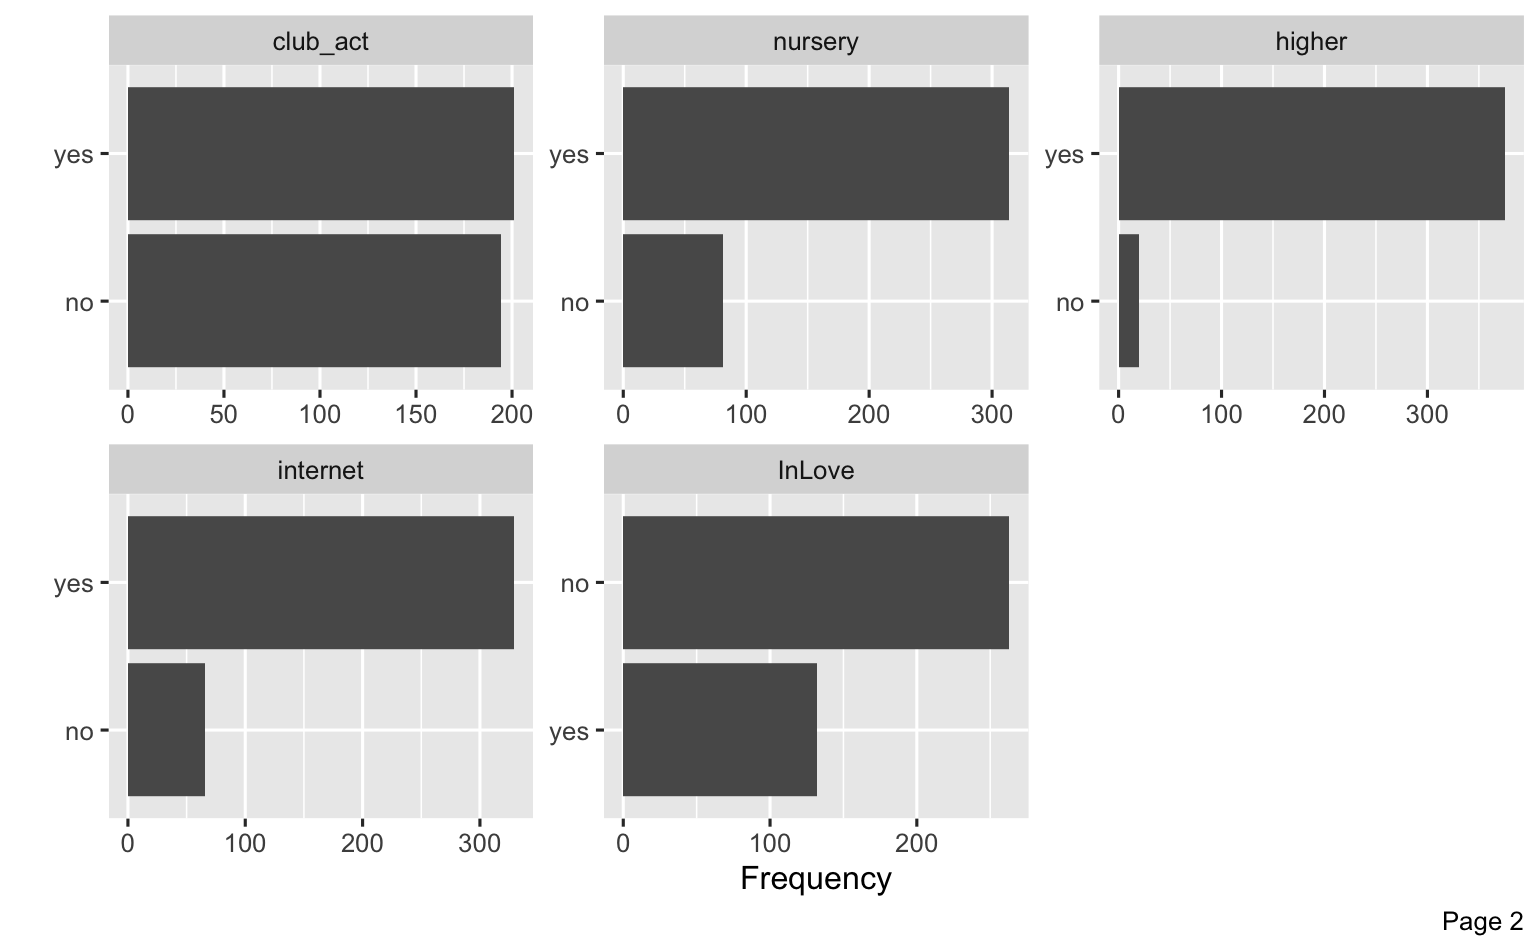 club_act nursery higher
yes yes yes
no no no
0 50 100 150 200 0 100 200 300 0 100 200 300
internet InLove
yes no
no yes
0 100 200 300 0 100 200
Frequency
Page 2